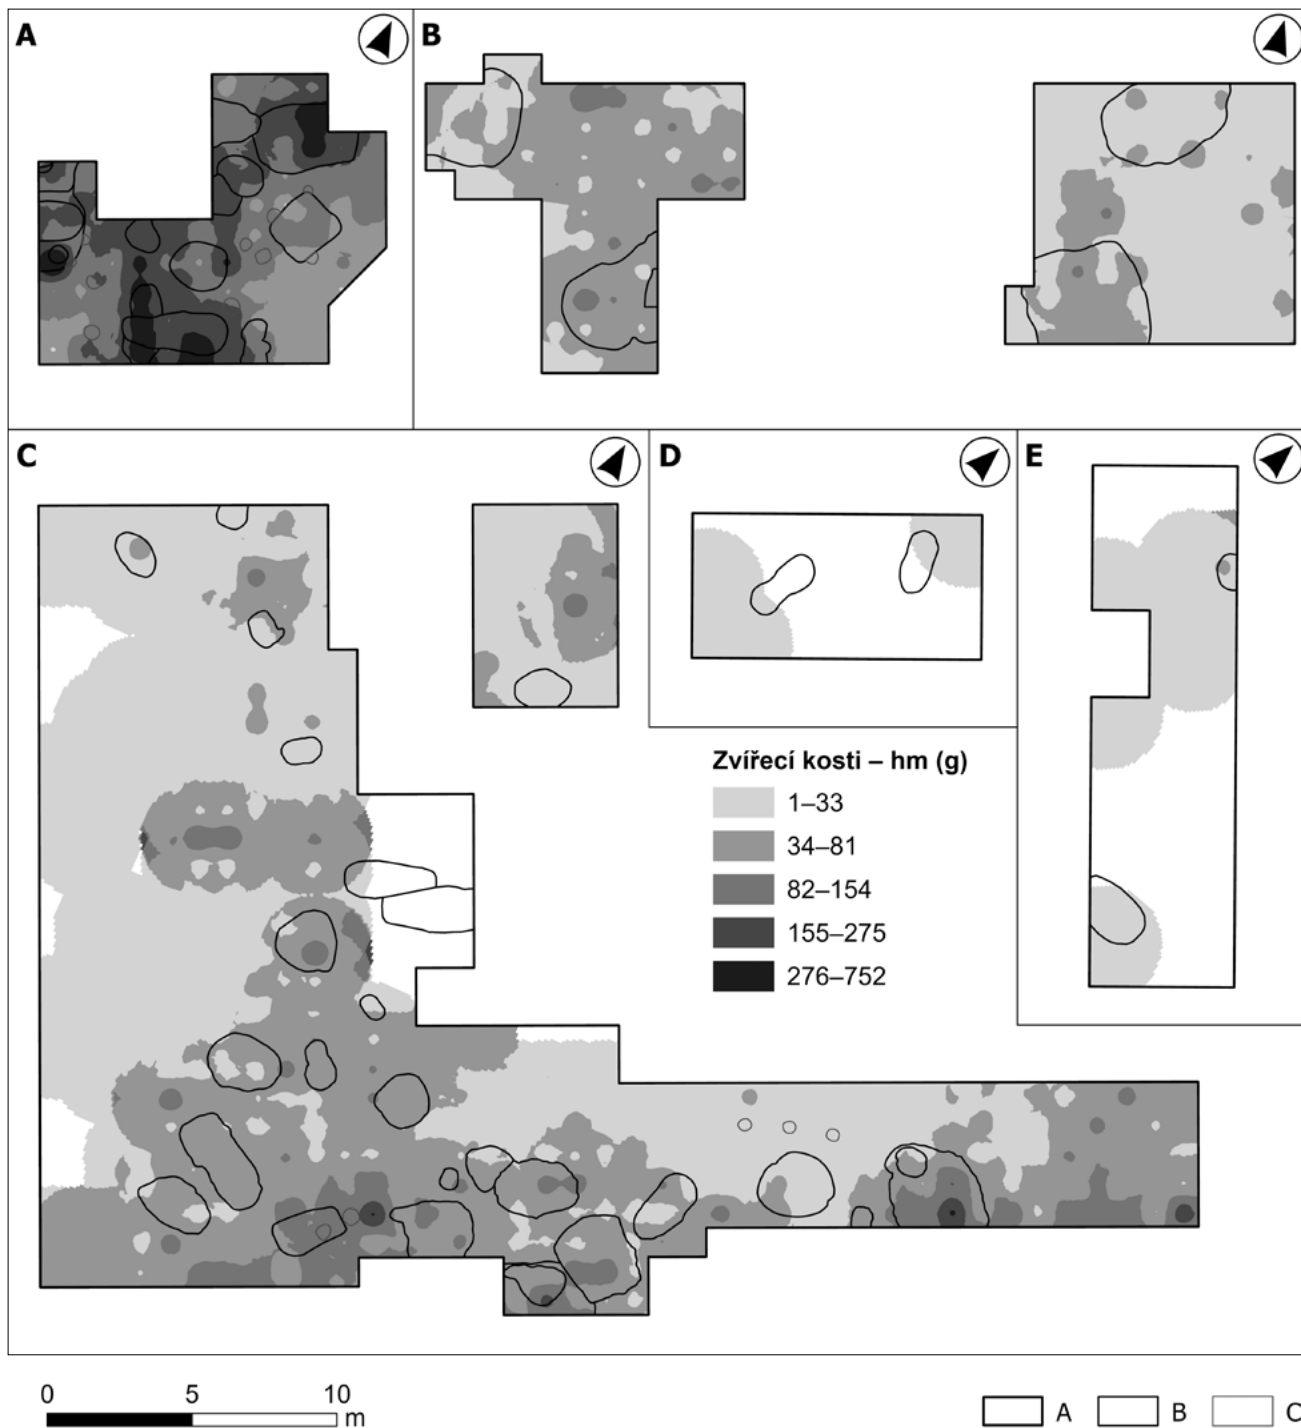 A
B
C
D
E
Zvířecí kosti – hm (g)
1–33
34–81
82–154
155–275
276–752
0 5 10 m
A B C